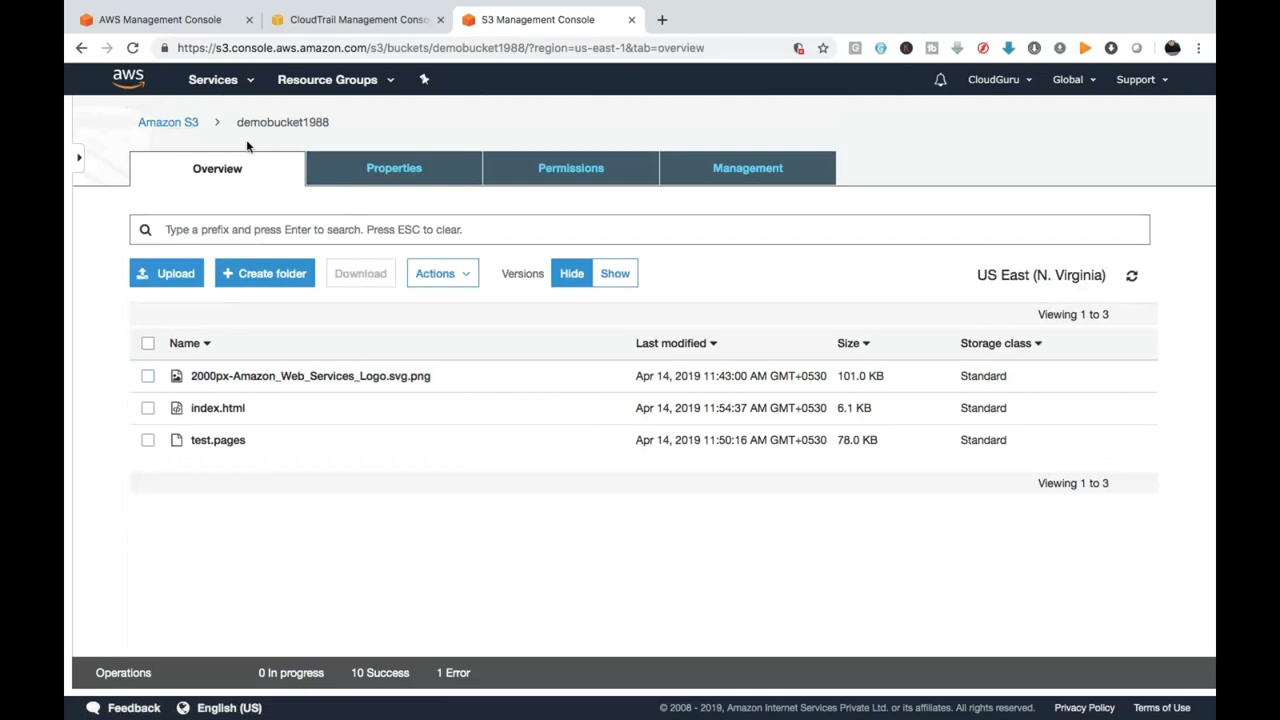 AWS Management Console
CloudTrail Management Conso
S3 Management Console
https://s3.console.aws.amazon.com/s3/buckets/demobucket1988/?region=us-east-1&tab=overview
aws Services Resource Groups CloudGuru Global Support
Amazon S3 > demobucket1988
Overview Properties Permissions Management
Type a prefix and press Enter to search. Press ESC to clear.
Upload + Create folder Download Actions Versions Hide Show US East (N. Virginia)
Viewing 1 to 3
Name Last modified Size Storage class
2000px-Amazon_Web_Services_Logo.svg.png Apr 14, 2019 11:43:00 AM GMT+0530 101.0 KB Standard
index.html Apr 14, 2019 11:54:37 AM GMT+0530 6.1 KB Standard
test.pages Apr 14, 2019 11:50:16 AM GMT+0530 78.0 KB Standard
Viewing 1 to 3
Operations 0 In progress 10 Success 1 Error
Feedback English (US) © 2008 - 2019, Amazon Internet Services Private Ltd. or its affiliates. All rights reserved. Privacy Policy Terms of Use